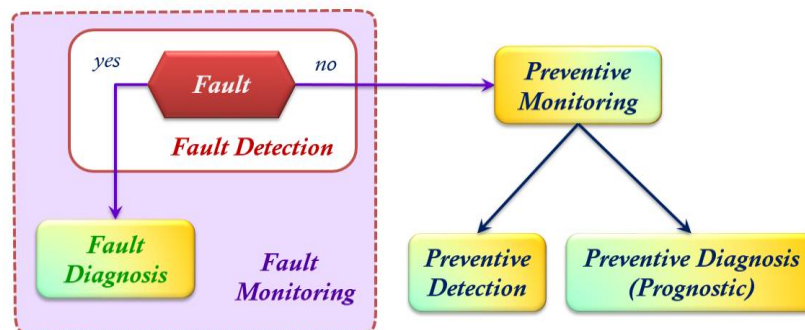 yes
Fault
no
Fault Detection
Fault
Diagnosis
Fault
Monitoring
Preventive
Monitoring
Preventive
Detection
Preventive Diagnosis
(Prognostic)